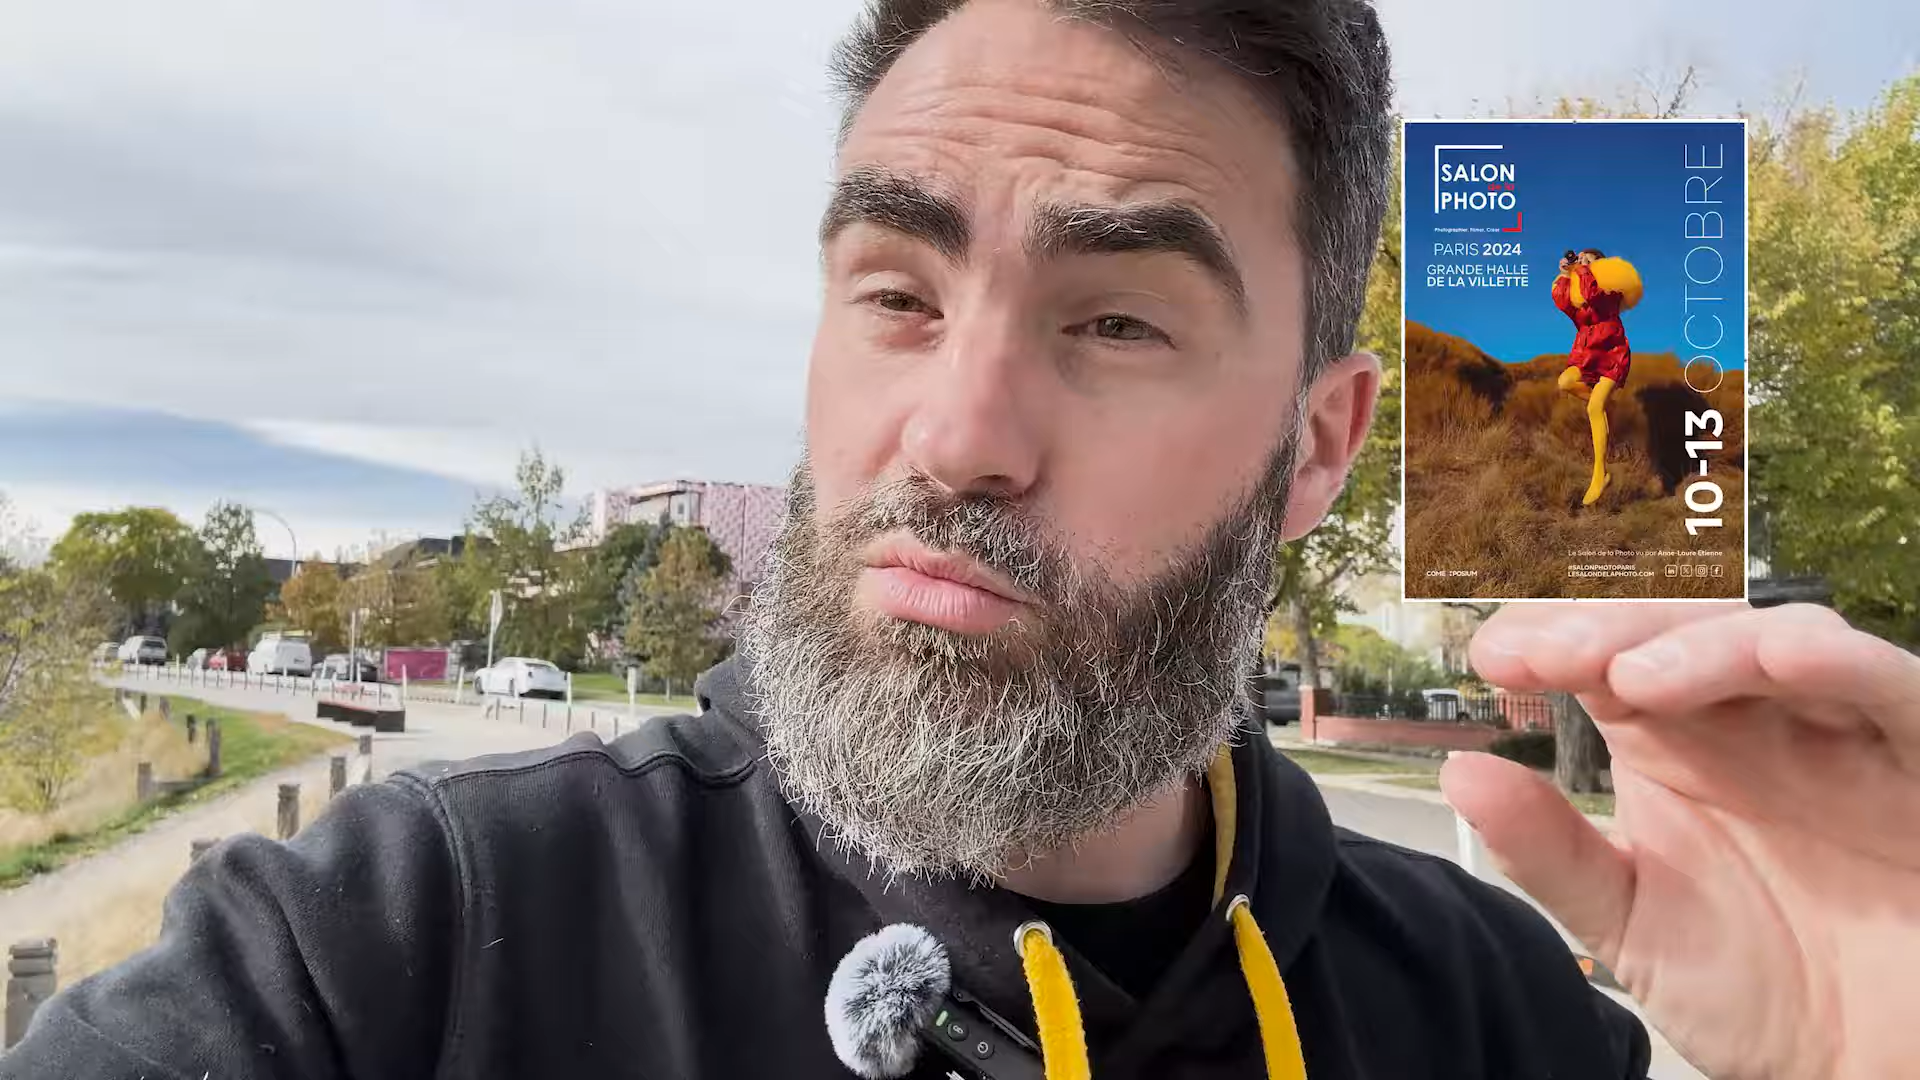 SALON
de la
PHOTO
Photographier. Filmer. Créer.
PARIS 2024
GRANDE HALLE
DE LA VILLETTE
10-13 OCTOBRE
Le Salon de la Photo vu par Anne-Laure Etienne
#SALONPHOTOPARIS
LESALONDELAPHOTO.COM
COMEXPOSIUM